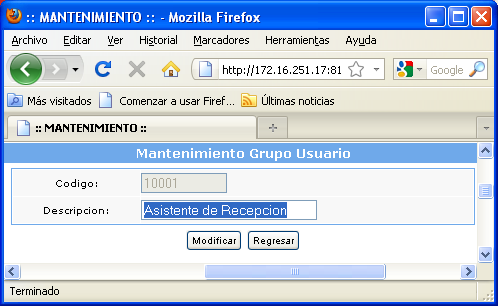 :: MANTENIMIENTO :: - Mozilla Firefox
Archivo Editar Ver Historial Marcadores Herramientas Ayuda
http://172.16.251.17:81 Google
Más visitados Comenzar a usar Firef... Últimas noticias
:: MANTENIMIENTO ::
Mantenimiento Grupo Usuario
Codigo: 10001
Descripcion: Asistente de Recepcion
Modificar Regresar
Terminado